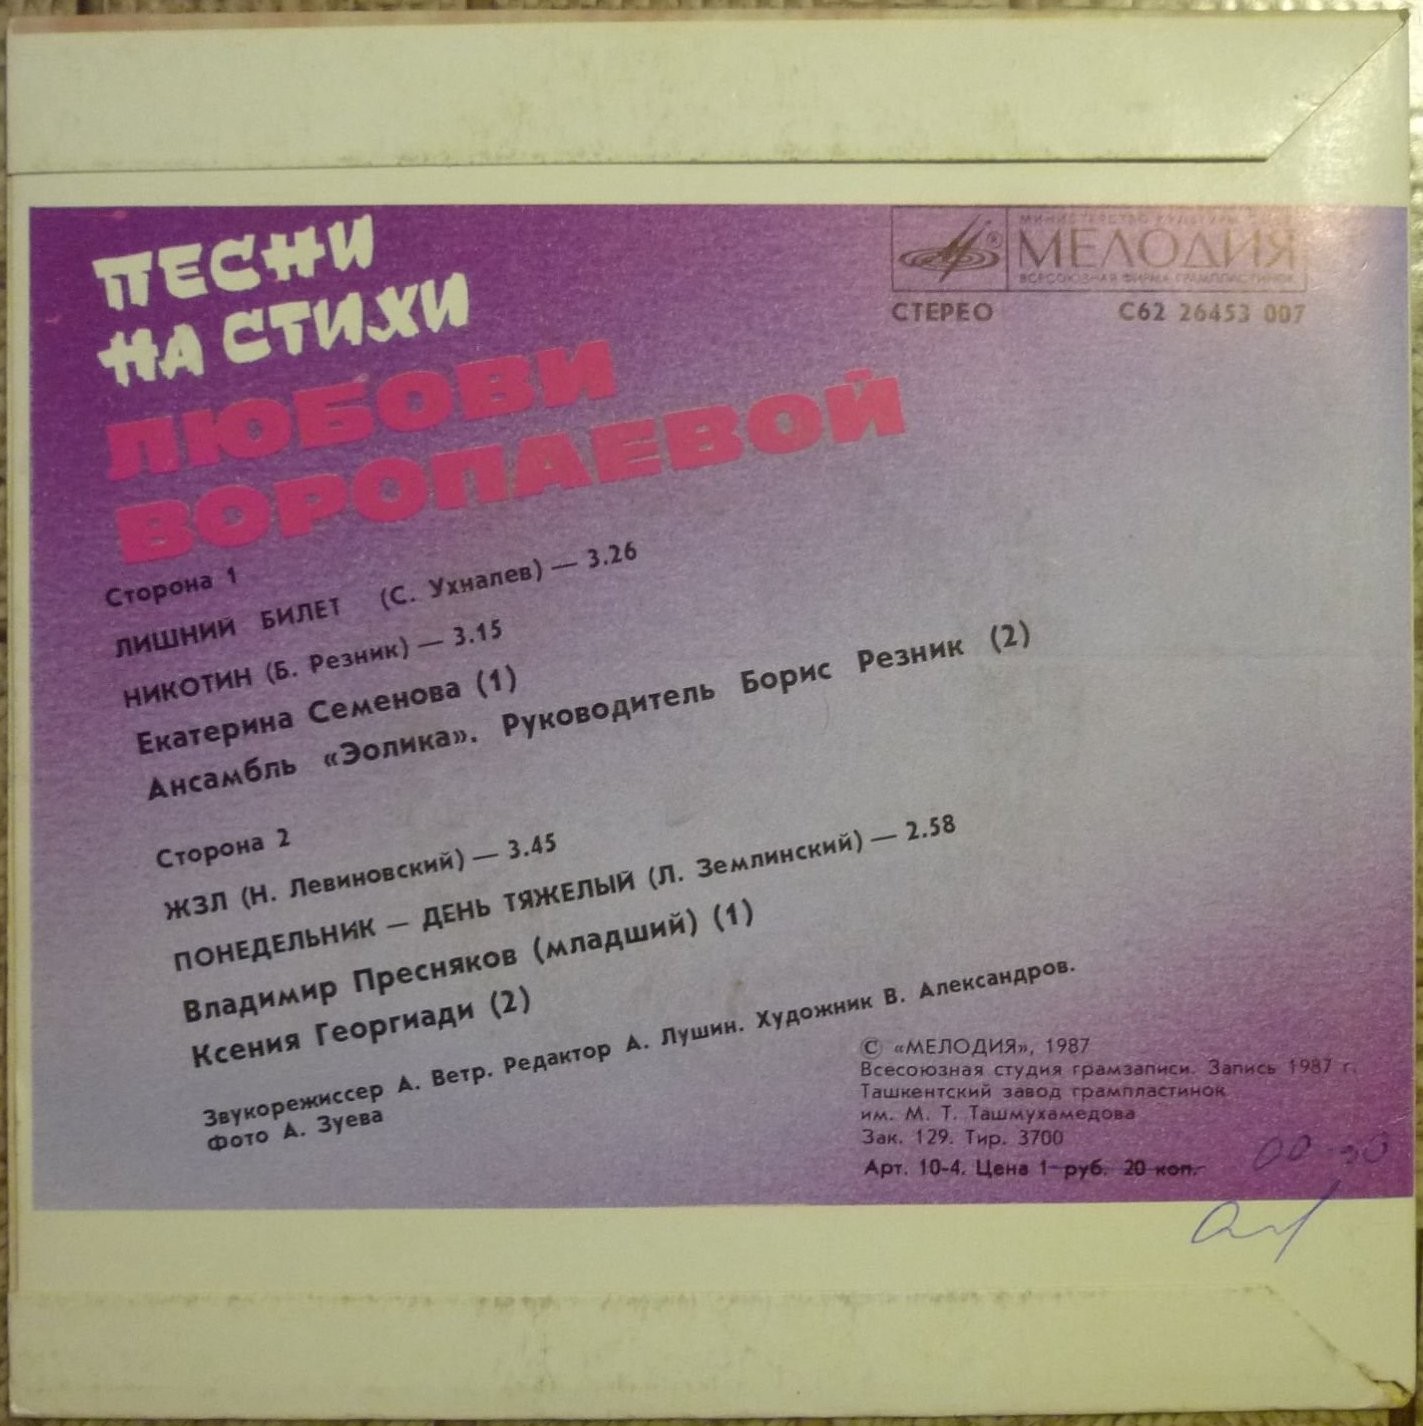 ПЕСНИ
НА СТИХИ
ЛЮБОВИ
ВОРОПАЕВОЙ
МИНИСТЕРСТВО КУЛЬТУРЫ
МЕЛОДИЯ
ВСЕСОЮЗНАЯ ФИРМА ГРАМПЛАСТИНОК
СТЕРЕО С62 26453 007
Сторона 1
ЛИШНИЙ БИЛЕТ (С. Ухналев) — 3.26
НИКОТИН (Б. Резник) — 3.15
Екатерина Семенова (1)
Ансамбль «Эолика». Руководитель Борис Резник (2)
Сторона 2
ЖЗЛ (Н. Левиновский) — 3.45
ПОНЕДЕЛЬНИК — ДЕНЬ ТЯЖЕЛЫЙ (Л. Землинский) — 2.58
Владимир Пресняков (младший) (1)
Ксения Георгиади (2)
Звукорежиссер А. Ветр. Редактор А. Лушин. Художник В. Александров.
Фото А. Зуева
© «МЕЛОДИЯ», 1987
Всесоюзная студия грамзаписи. Запись 1987 г.
Ташкентский завод грампластинок
им. М. Т. Ташмухамедова
Зак. 129. Тир. 3700
Арт. 10-4. Цена 1 руб. 20 коп.